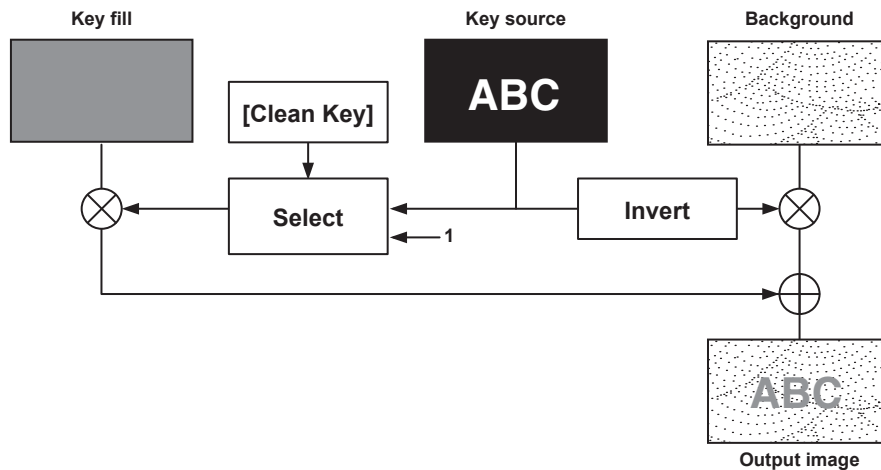 Key fill
Key source
Background
ABC
[Clean Key]
Select
Invert
1
ABC
Output image